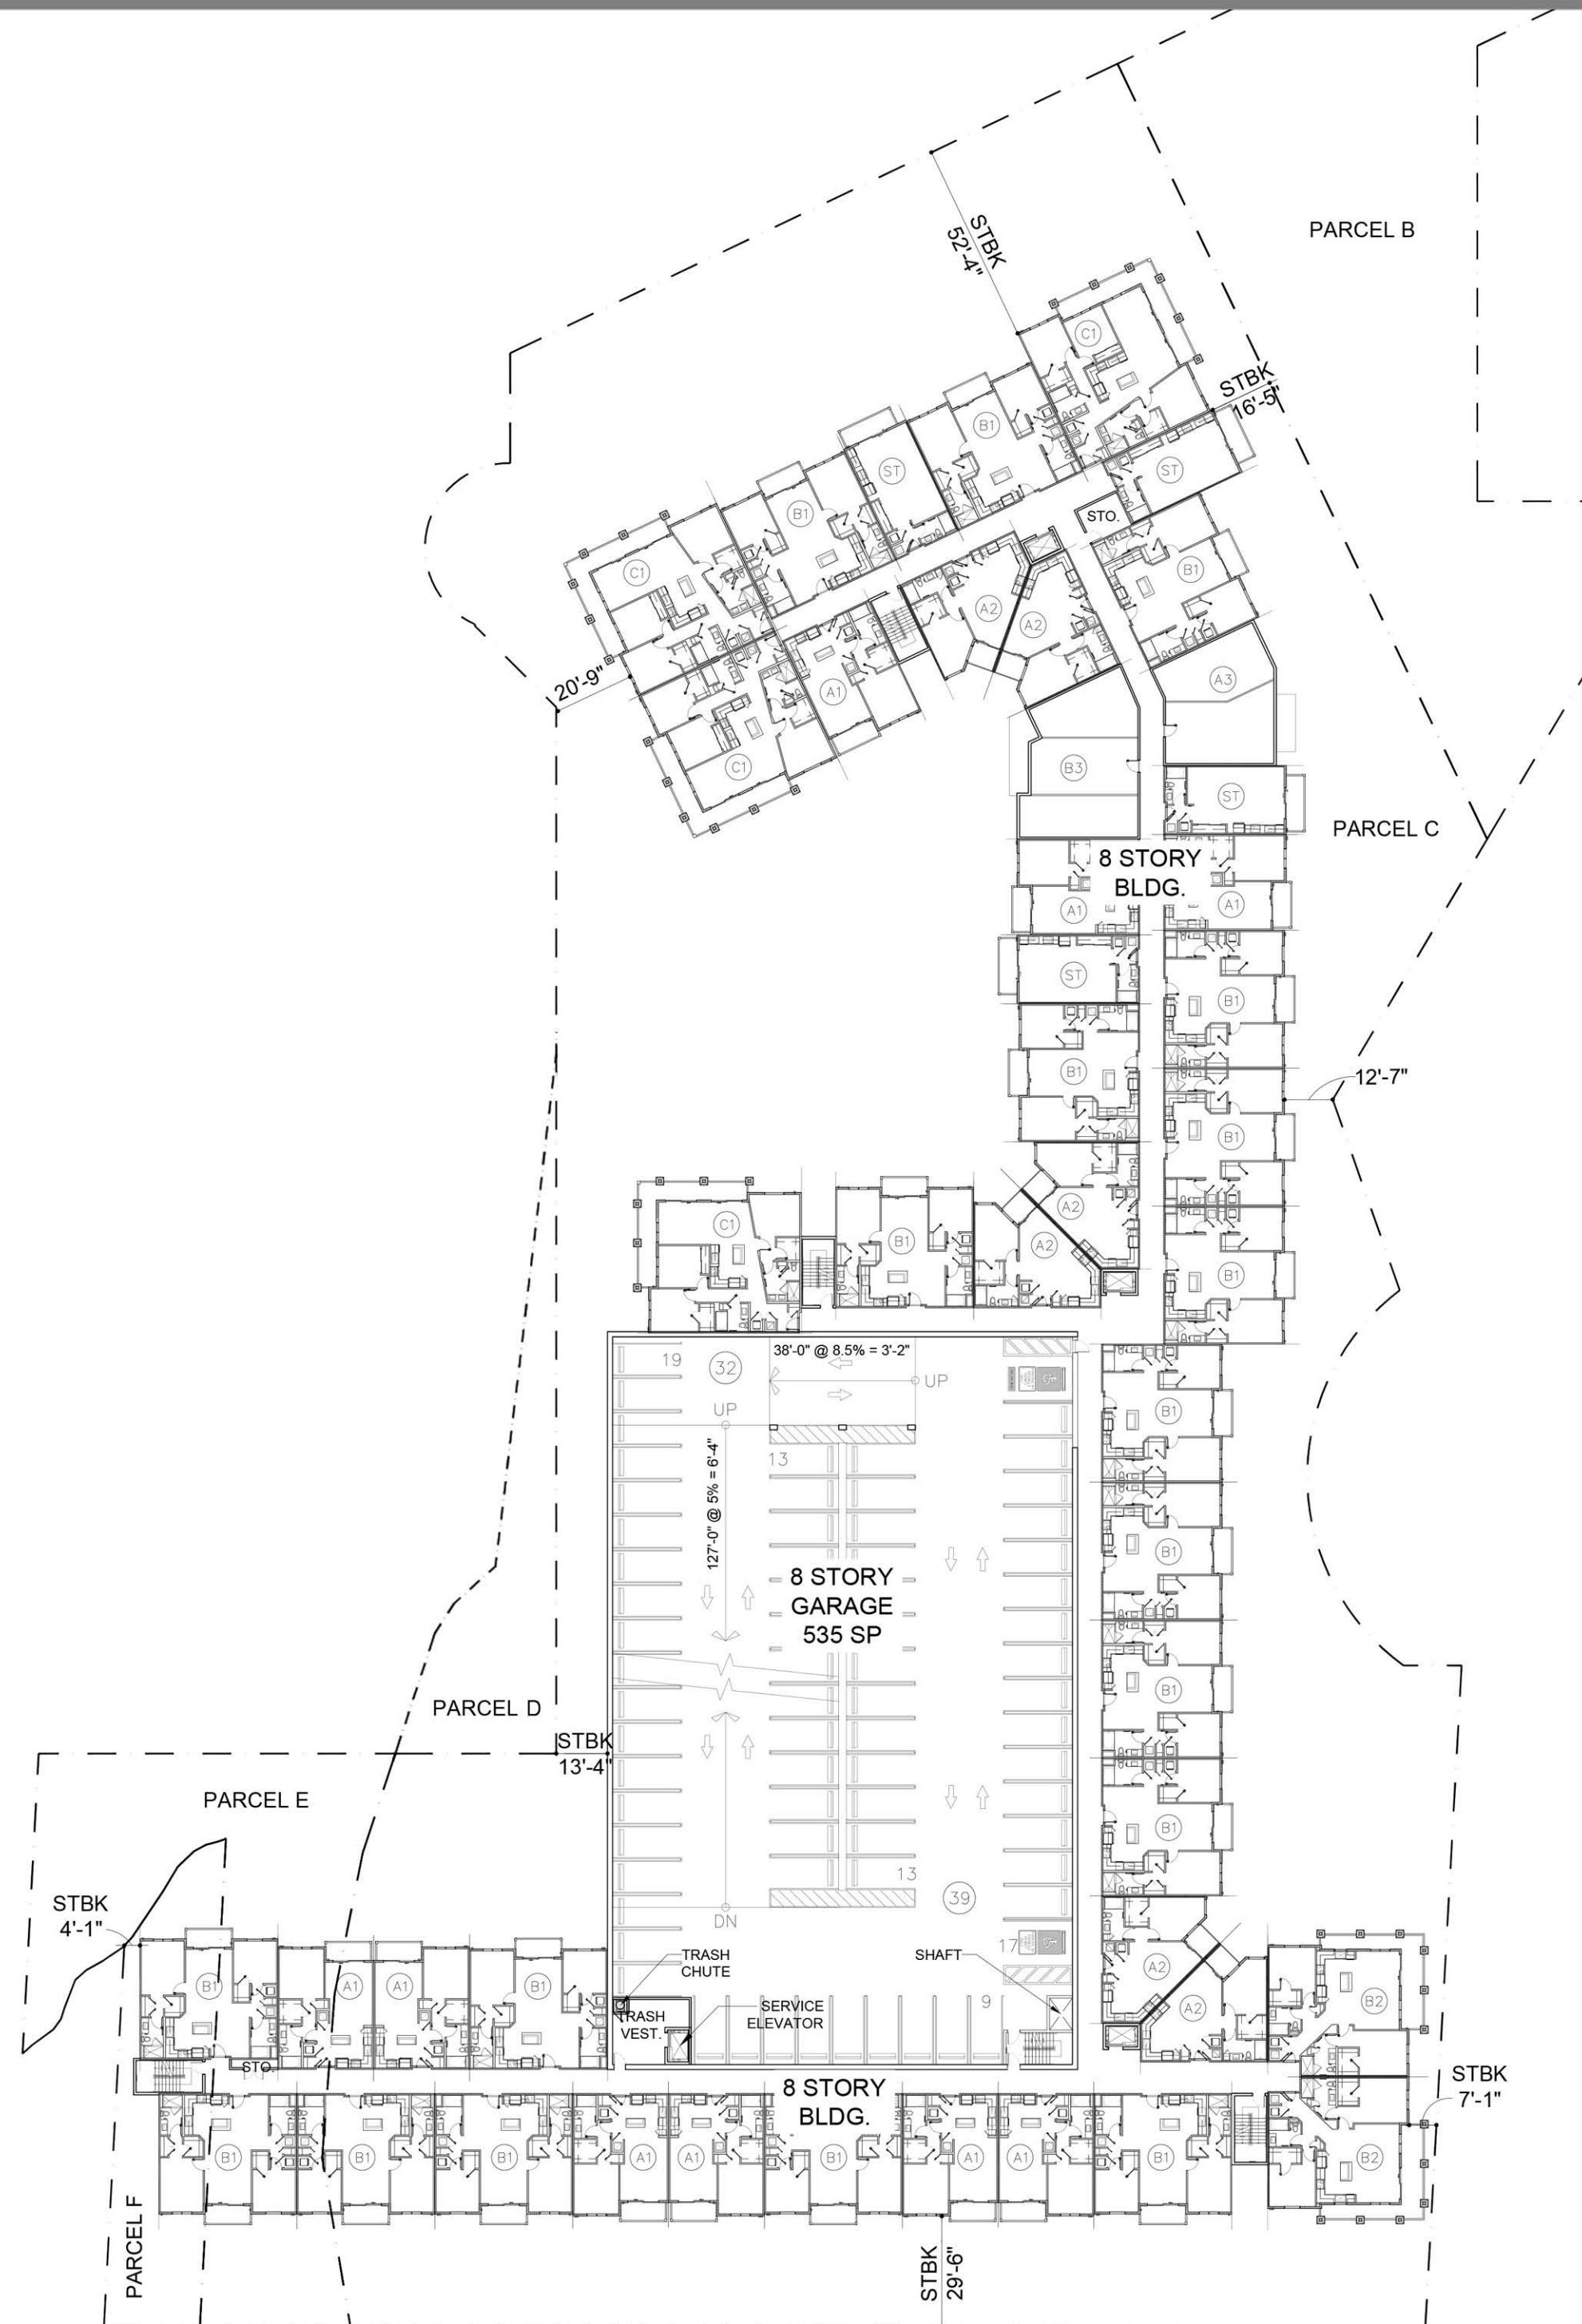 PARCEL B
STBK
52'-4"
C1
STBK
16'-5"
B1
ST
ST
B1
STO.
C1
B1
A2
A2
A1
A3
20'-9"
C1
B3
ST
8 STORY
BLDG.
PARCEL C
A1
A1
ST
B1
B1
12'-7"
B1
A2
C1
B1
A2
B1
19
32
38'-0" @ 8.5% = 3'-2"
UP
UP
B1
127'-0" @ 5% = 6'-4"
13
B1
8 STORY
GARAGE
535 SP
B1
PARCEL D
STBK
13'-4"
PARCEL E
B1
13
39
DN
STBK
4'-1"
17
TRASH
CHUTE
SHAFT
A2
B1
A1
A1
B1
9
A2
B2
TRASH
VEST.
SERVICE
ELEVATOR
STO.
STBK
7'-1"
8 STORY
BLDG.
B1
B1
B1
A1
A1
B1
A1
A1
B1
B2
PARCEL F
STBK
29'-6"